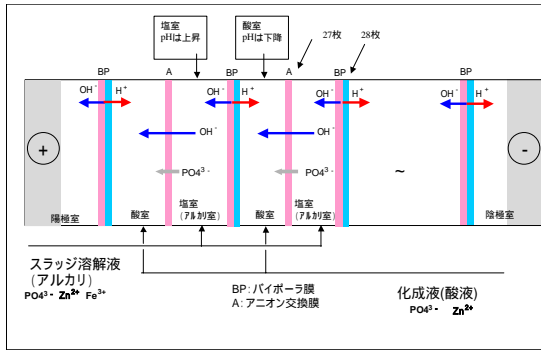 塩室
pHは上昇
酸室
pHは下降
27枚
28枚
BP
A
BP
A
BP
BP
OH-
H+
OH-
H+
OH-
H+
OH-
H+
OH-
OH-
+
-
PO4³-
PO4³-
～
陽極室
酸室
塩室
(アルカリ室)
酸室
塩室
(アルカリ室)
陰極室
スラッジ溶解液
(アルカリ)
PO4³- Zn²⁺ Fe³⁺
BP:バイポーラ膜
A:アニオン交換膜
化成液(酸液)
PO4³- Zn²⁺